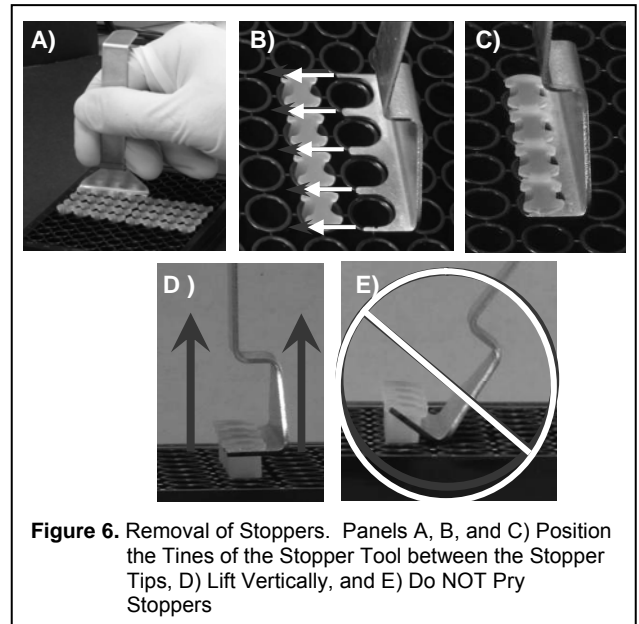 A)
B)
C)
D )
E)
Figure 6. Removal of Stoppers. Panels A, B, and C) Position
the Tines of the Stopper Tool between the Stopper
Tips, D) Lift Vertically, and E) Do NOT Pry
Stoppers